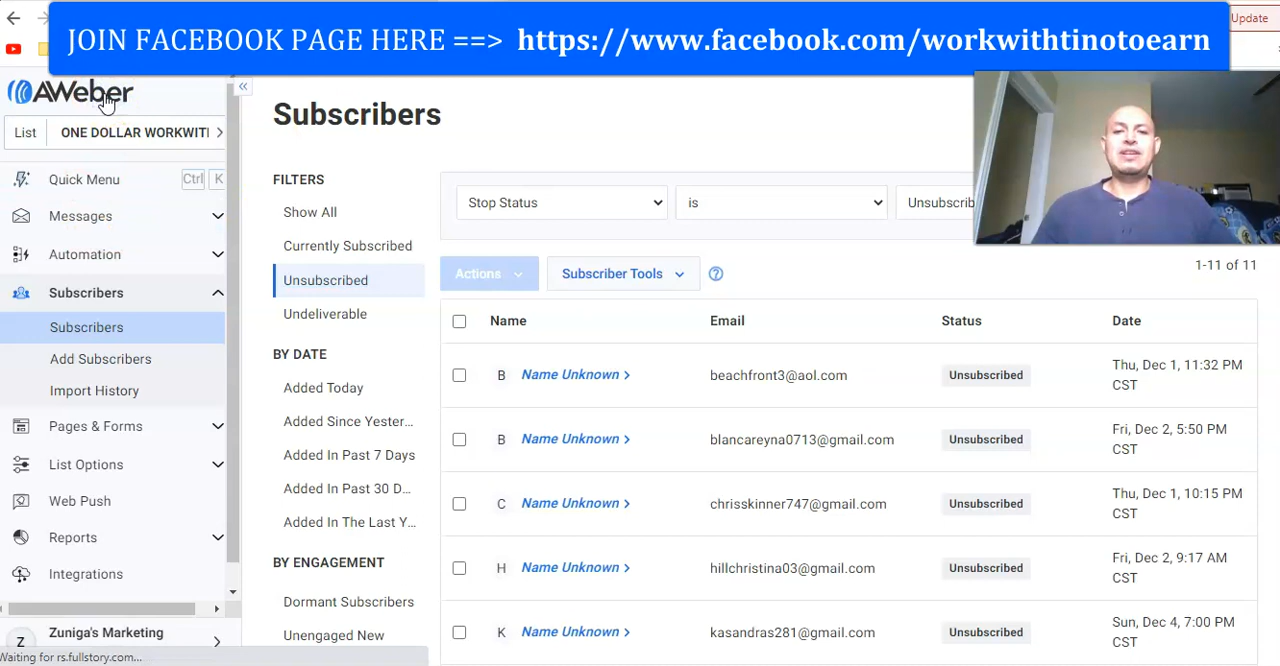 JOIN FACEBOOK PAGE HERE ==> https://www.facebook.com/workwithtinotoearn
Update
AWeber
List ONE DOLLAR WORKWITI
Quick Menu Ctrl K
Messages
Automation
Subscribers
Subscribers
Add Subscribers
Import History
Pages & Forms
List Options
Web Push
Reports
Integrations
Z Zuniga's Marketing
Waiting for rs.fullstory.com...
Subscribers
FILTERS
Show All
Currently Subscribed
Unsubscribed
Undeliverable
BY DATE
Added Today
Added Since Yester...
Added In Past 7 Days
Added In Past 30 D...
Added In The Last Y...
BY ENGAGEMENT
Dormant Subscribers
Unengaged New
Stop Status is Unsubscrib
Actions Subscriber Tools ?
1-11 of 11
Name Email Status Date
B Name Unknown > beachfront3@aol.com Unsubscribed Thu, Dec 1, 11:32 PM
CST
B Name Unknown > blancareyna0713@gmail.com Unsubscribed Fri, Dec 2, 5:50 PM
CST
C Name Unknown > chrisskinner747@gmail.com Unsubscribed Thu, Dec 1, 10:15 PM
CST
H Name Unknown > hillchristina03@gmail.com Unsubscribed Fri, Dec 2, 9:17 AM
CST
K Name Unknown > kasandras281@gmail.com Unsubscribed Sun, Dec 4, 7:00 PM
CST